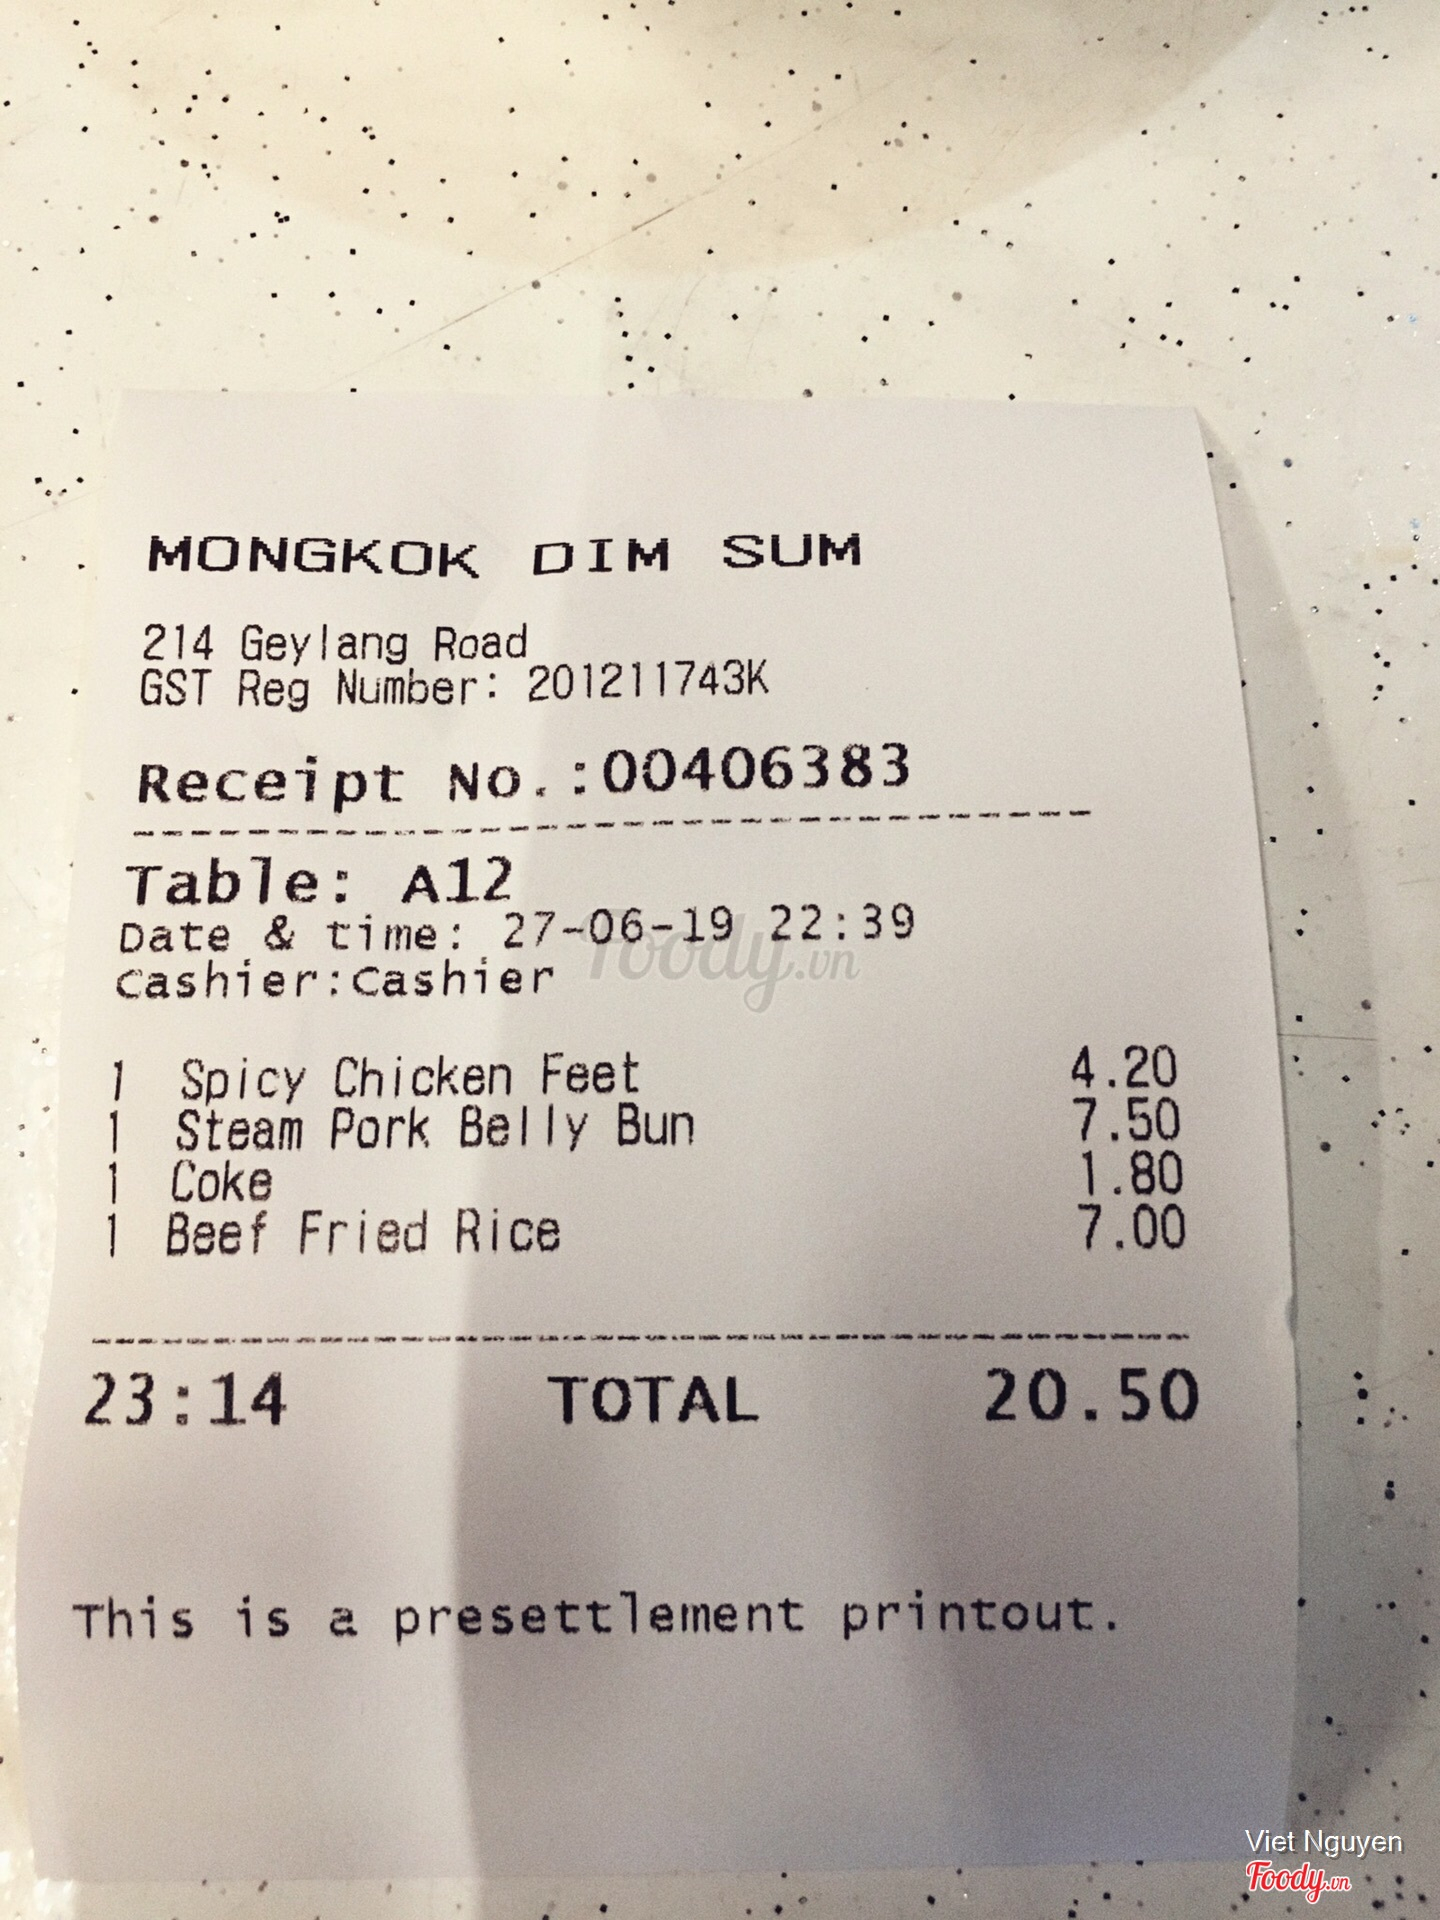 MONGKOK DIM SUM
214 Geylang Road
GST Reg Number: 201211743K
Receipt No.:00406383
Table: A12
Date & time: 27-06-19 22:39
Cashier:Cashier
Foody.vn
1 Spicy Chicken Feet 4.20
1 Steam Pork Belly Bun 7.50
1 Coke 1.80
1 Beef Fried Rice 7.00
23:14 TOTAL 20.50
This is a presettlement printout.
Viet Nguyen
Foody.vn